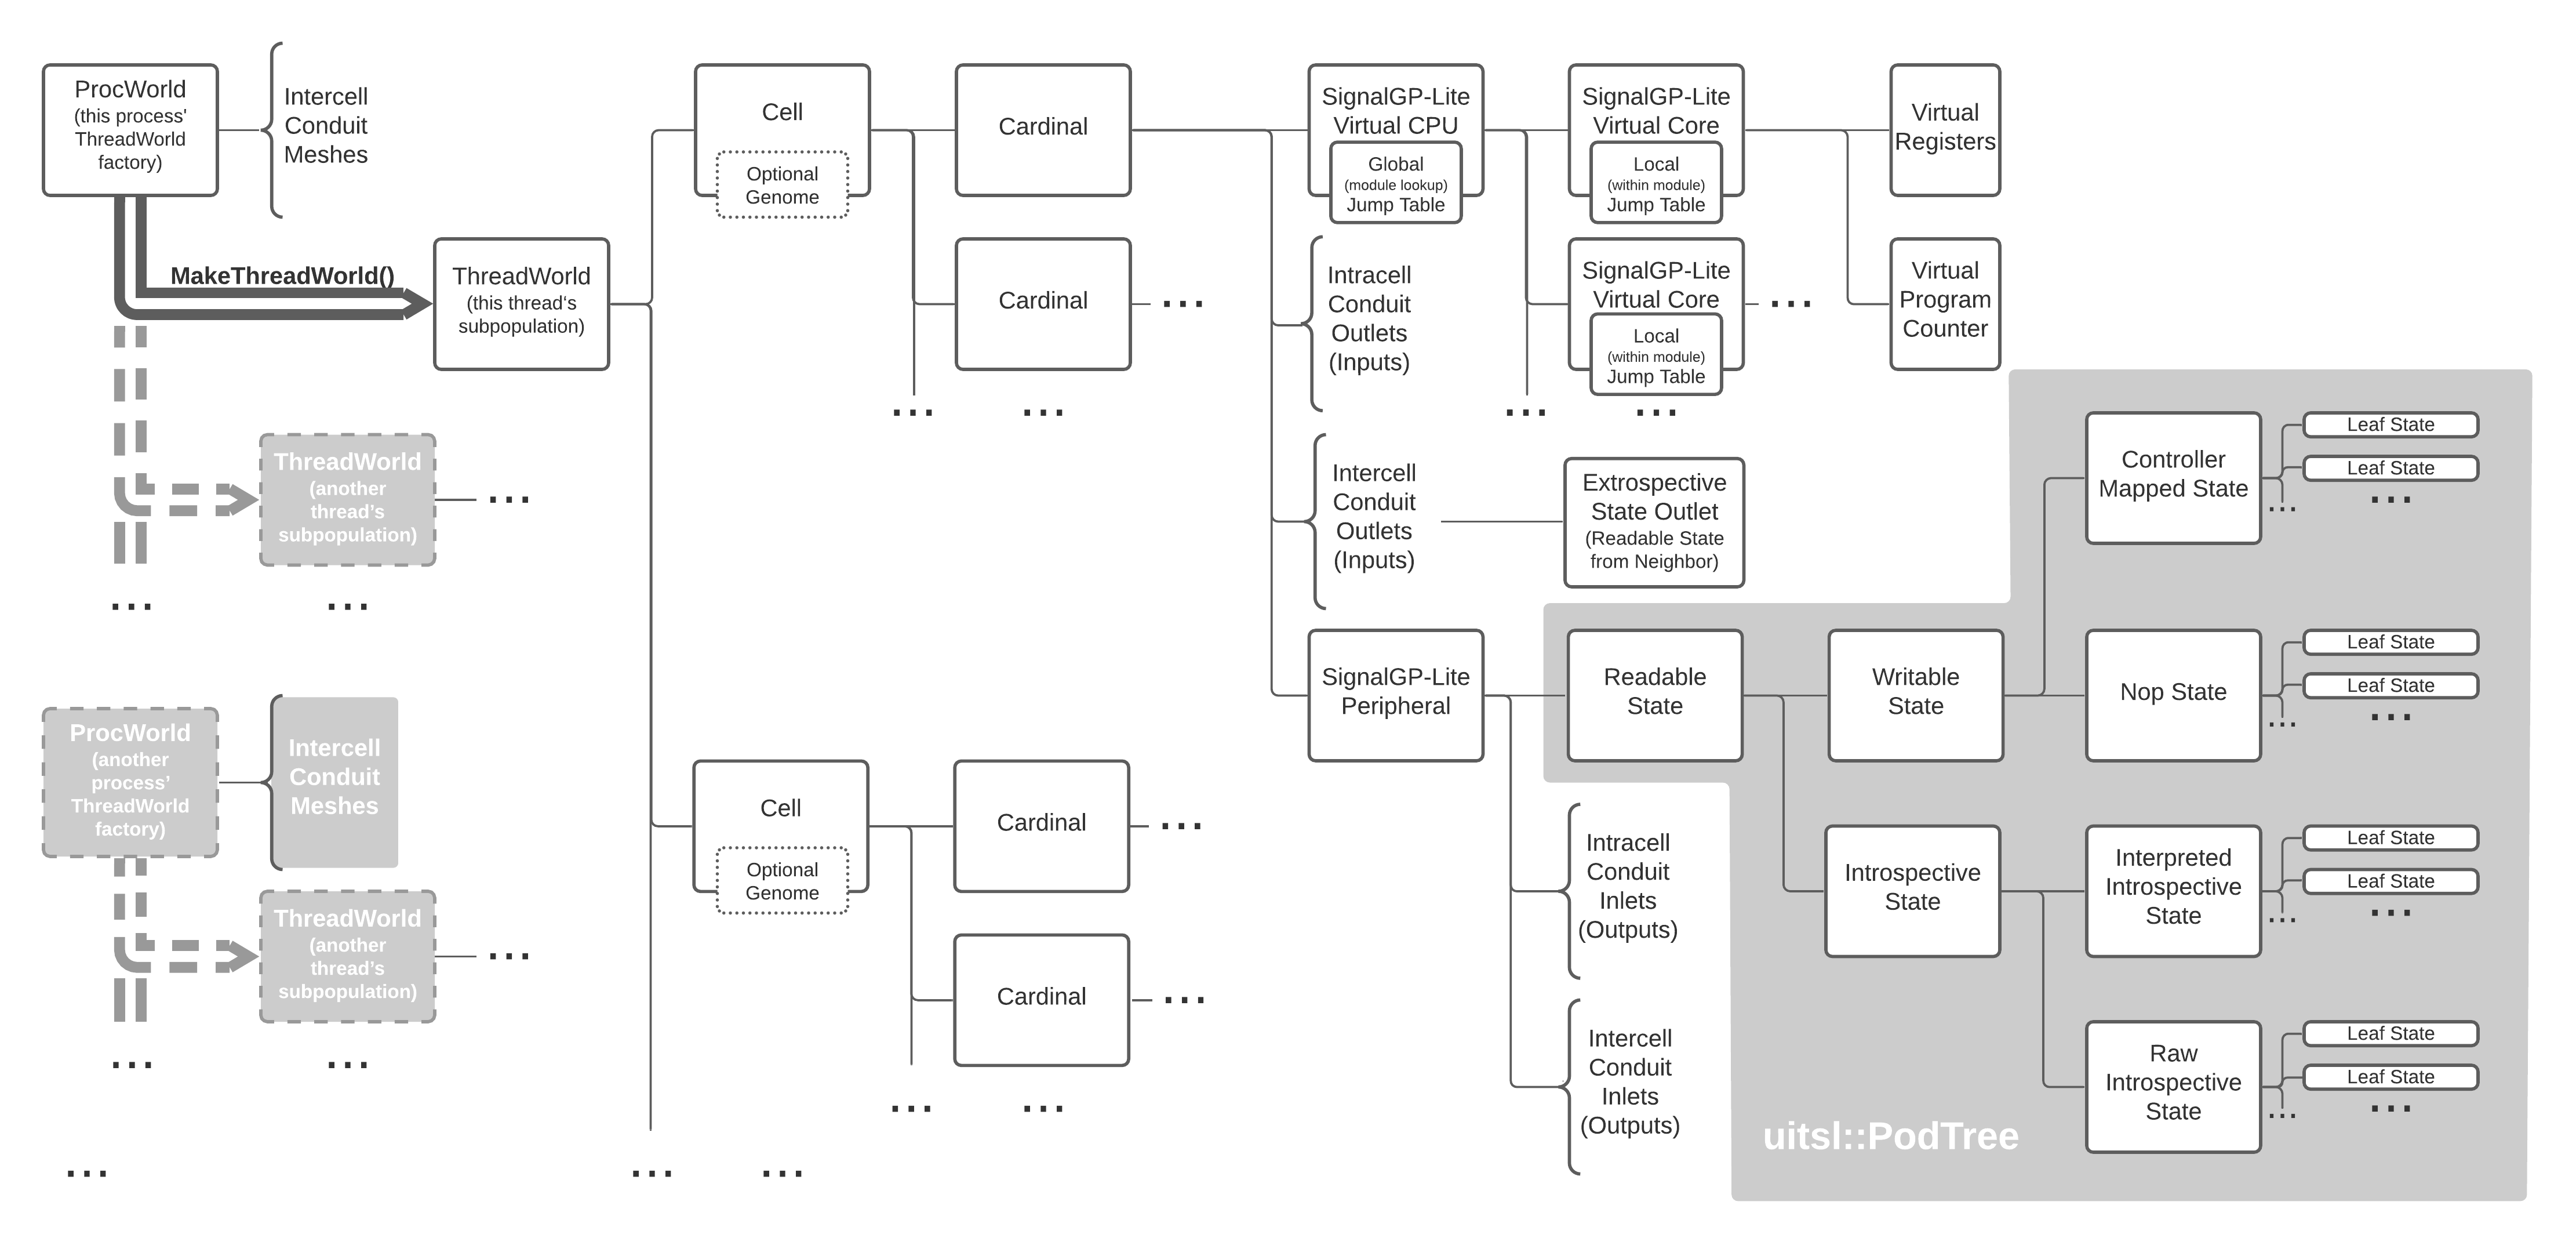 ProcWorld
(this process'
ThreadWorld
factory)
Intercell
Conduit
Meshes
MakeThreadWorld()
ThreadWorld
(this thread‘s
subpopulation)
ThreadWorld
(another
thread’s
subpopulation)
...
...
...
ProcWorld
(another
process’
ThreadWorld
factory)
Intercell
Conduit
Meshes
ThreadWorld
(another
thread’s
subpopulation)
...
...
...
...
Cell
Optional
Genome
Cardinal
Cardinal
...
...
...
Cell
Optional
Genome
Cardinal
...
Cardinal
...
...
...
...
...
SignalGP-Lite
Virtual CPU
Global
(module lookup)
Jump Table
SignalGP-Lite
Virtual Core
Local
(within module)
Jump Table
Virtual
Registers
Intracell
Conduit
Outlets
(Inputs)
SignalGP-Lite
Virtual Core
Local
(within module)
Jump Table
...
Virtual
Program
Counter
...
...
Intercell
Conduit
Outlets
(Inputs)
Extrospective
State Outlet
(Readable State
from Neighbor)
SignalGP-Lite
Peripheral
Readable
State
Writable
State
Controller
Mapped State
Leaf State
Leaf State
...
...
Nop State
Leaf State
Leaf State
...
...
Intracell
Conduit
Inlets
(Outputs)
Introspective
State
Interpreted
Introspective
State
Leaf State
Leaf State
...
...
Intercell
Conduit
Inlets
(Outputs)
Raw
Introspective
State
Leaf State
Leaf State
...
...
uitsl::PodTree